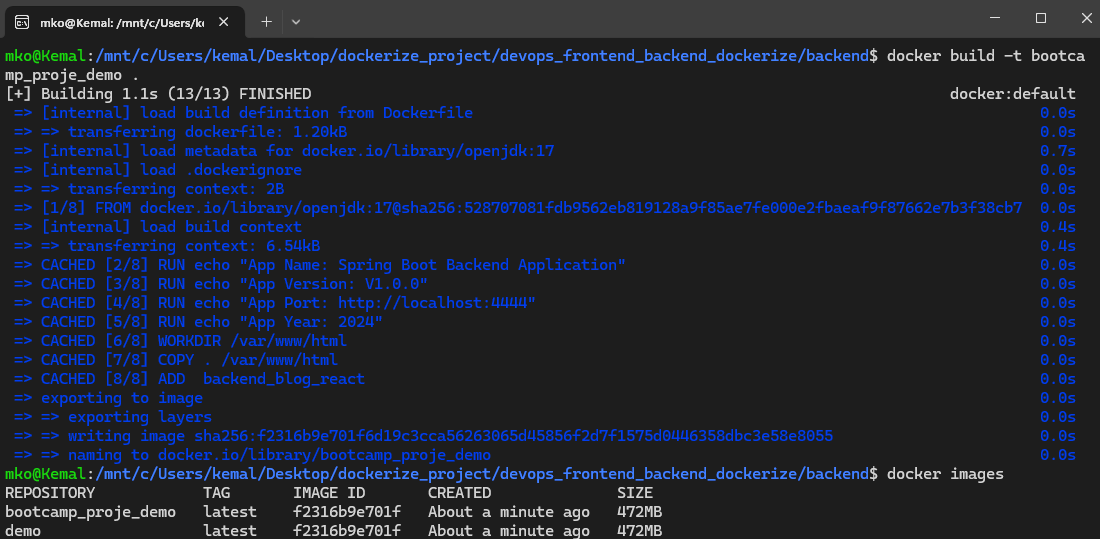 mko@Kemal: /mnt/c/Users/ke
mko@Kemal:/mnt/c/Users/kemal/Desktop/dockerize_project/devops_frontend_backend_dockerize/backend$ docker build -t bootca
mp_proje_demo .
[+] Building 1.1s (13/13) FINISHED docker:default
=> [internal] load build definition from Dockerfile 0.0s
=> => transferring dockerfile: 1.20kB 0.0s
=> [internal] load metadata for docker.io/library/openjdk:17 0.7s
=> [internal] load .dockerignore 0.0s
=> => transferring context: 2B 0.0s
=> [1/8] FROM docker.io/library/openjdk:17@sha256:528707081fdb9562eb819128a9f85ae7fe000e2fbaeaf9f87662e7b3f38cb7 0.0s
=> [internal] load build context 0.4s
=> => transferring context: 6.54kB 0.4s
=> CACHED [2/8] RUN echo "App Name: Spring Boot Backend Application" 0.0s
=> CACHED [3/8] RUN echo "App Version: V1.0.0" 0.0s
=> CACHED [4/8] RUN echo "App Port: http://localhost:4444" 0.0s
=> CACHED [5/8] RUN echo "App Year: 2024" 0.0s
=> CACHED [6/8] WORKDIR /var/www/html 0.0s
=> CACHED [7/8] COPY . /var/www/html 0.0s
=> CACHED [8/8] ADD  backend_blog_react 0.0s
=> exporting to image 0.0s
=> => exporting layers 0.0s
=> => writing image sha256:f2316b9e701f6d19c3cca56263065d45856f2d7f1575d0446358dbc3e58e8055 0.0s
=> => naming to docker.io/library/bootcamp_proje_demo 0.0s
mko@Kemal:/mnt/c/Users/kemal/Desktop/dockerize_project/devops_frontend_backend_dockerize/backend$ docker images
REPOSITORY TAG IMAGE ID CREATED SIZE
bootcamp_proje_demo latest f2316b9e701f About a minute ago 472MB
demo latest f2316b9e701f About a minute ago 472MB